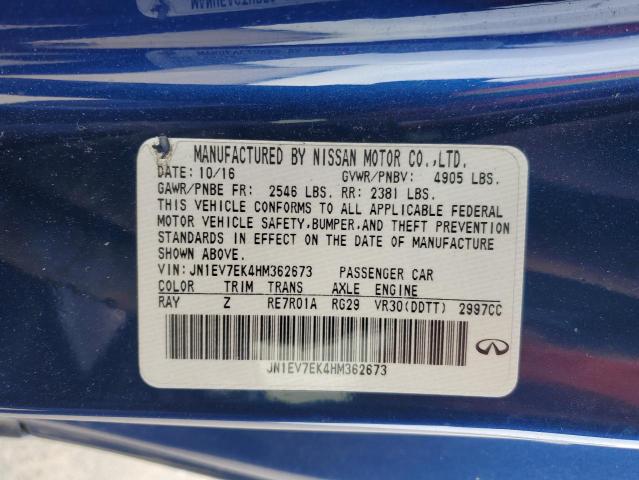 MANUFACTURED BY NISSAN MOTOR CO.,LTD.
DATE: 10/16 GVWR/PNBV: 4905 LBS.
GAWR/PNBE FR: 2546 LBS. RR: 2381 LBS.
THIS VEHICLE CONFORMS TO ALL APPLICABLE FEDERAL
MOTOR VEHICLE SAFETY,BUMPER,AND THEFT PREVENTION
STANDARDS IN EFFECT ON THE DATE OF MANUFACTURE
SHOWN ABOVE.
VIN: JN1EV7EK4HM362673 PASSENGER CAR
COLOR TRIM TRANS AXLE ENGINE
RAY Z RE7R01A RG29 VR30(DDTT) 2997CC
JN1EV7EK4HM362673